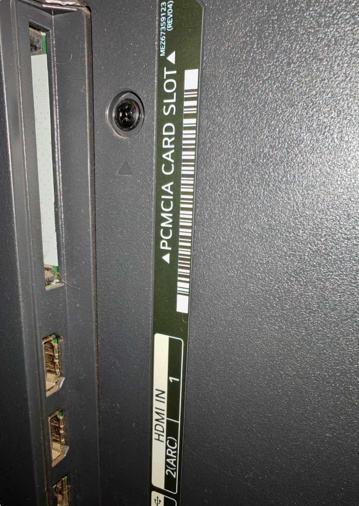 MEZ67359123
(REV04)
▲PCMCIA CARD SLOT▲
HDMI IN
2(ARC)
1